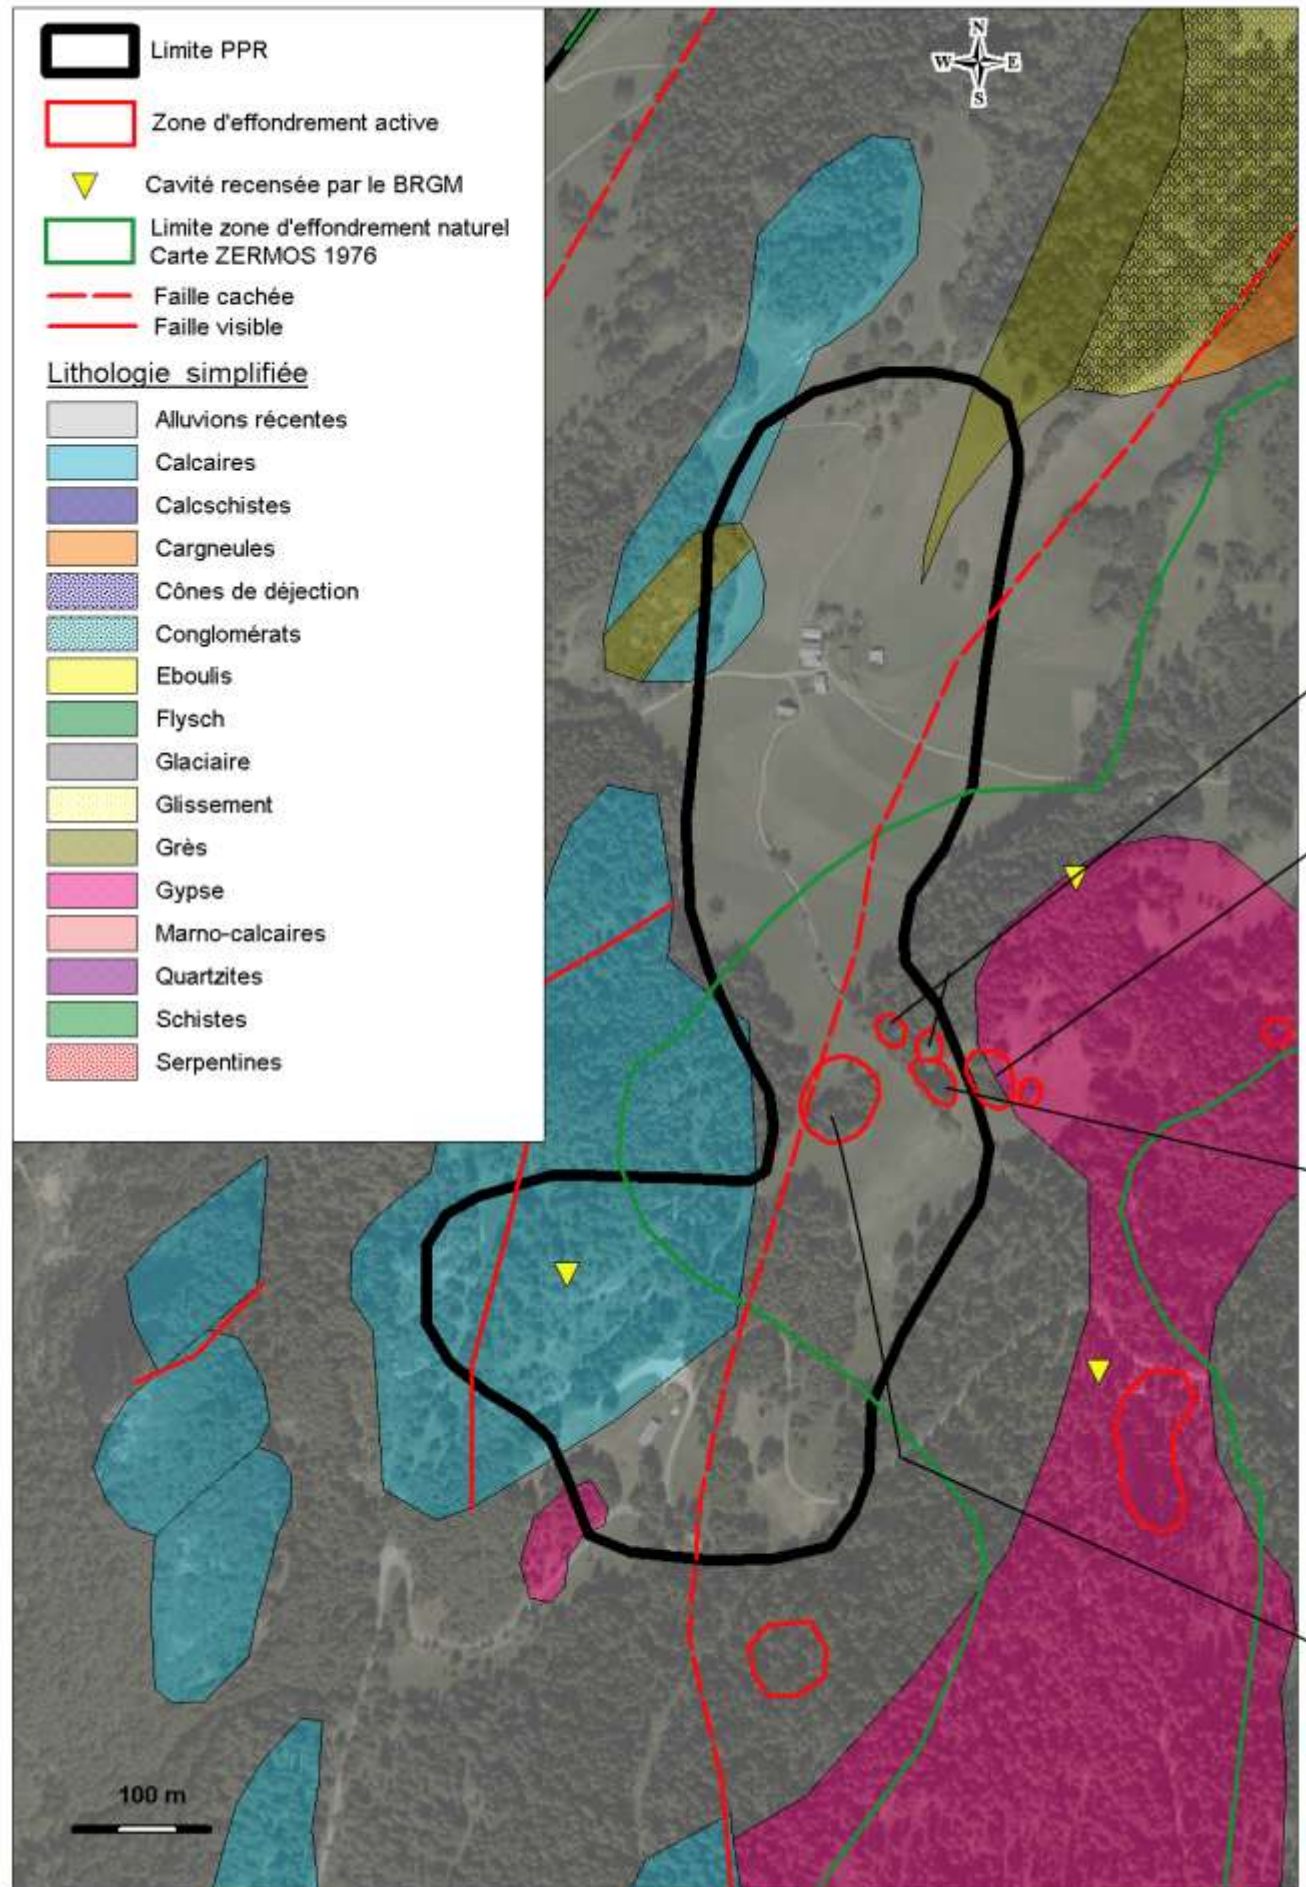 Limite PPR
Zone d'effondrement active
Cavité recensée par le BRGM
Limite zone d'effondrement naturel
Carte ZERMOS 1976
Faille cachée
Faille visible
Lithologie simplifiée
Alluvions récentes
Calcaires
Calcschistes
Cargneules
Cônes de déjection
Conglomérats
Eboulis
Flysch
Glaciaire
Glissement
Grès
Gypse
Marno-calcaires
Quartzites
Schistes
Serpentines
N
W E
S
100 m